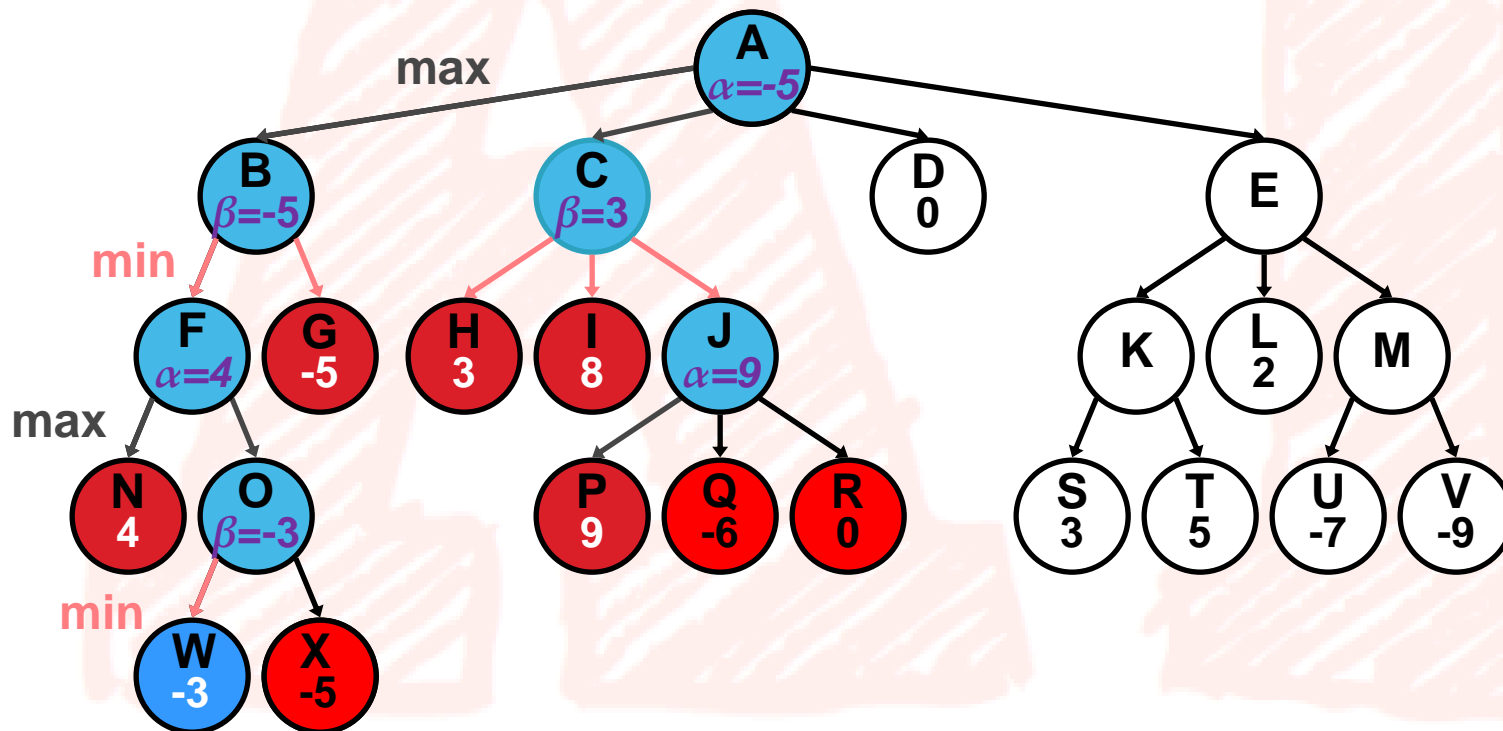 A
α=-5
max
B
β=-5
C
β=3
D
0
E
min
F
α=4
G
-5
H
3
I
8
J
α=9
K
L
2
M
max
N
4
O
β=-3
P
9
Q
-6
R
0
S
3
T
5
U
-7
V
-9
min
W
-3
X
-5